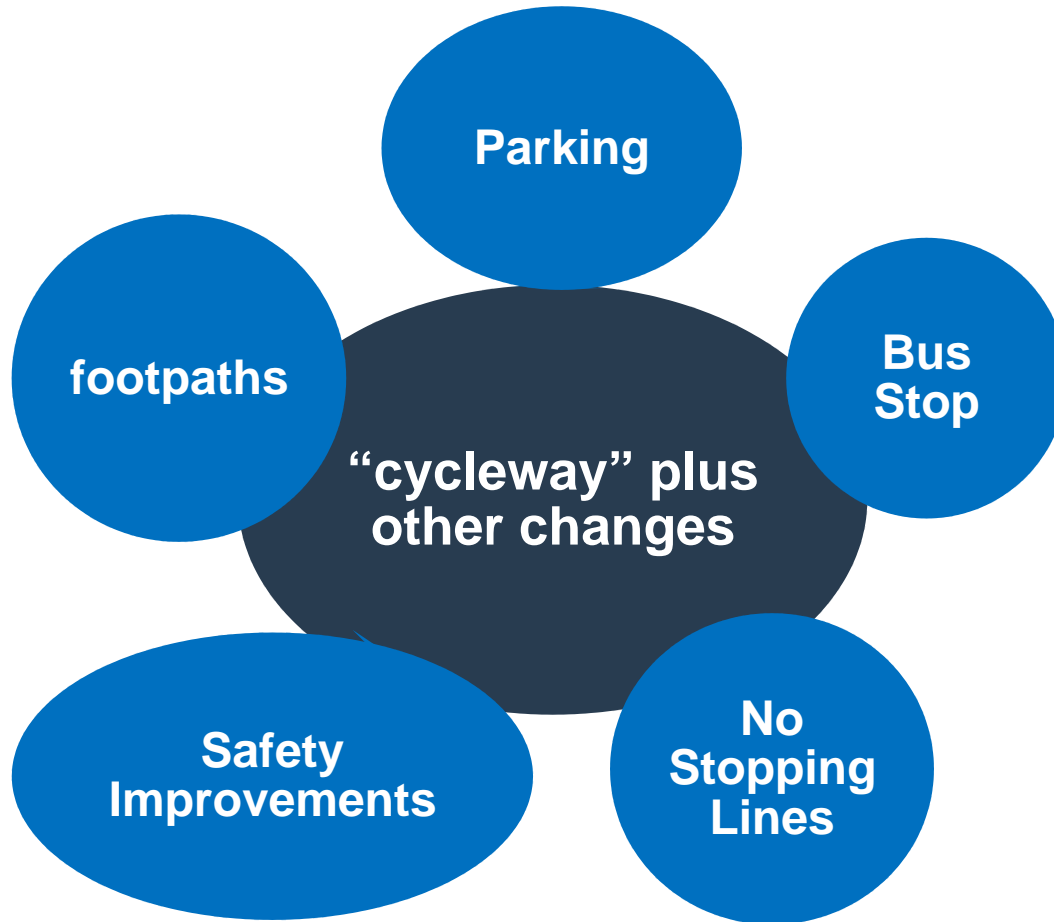 Parking
footpaths
Bus
Stop
“cycleway” plus
other changes
Safety
Improvements
No
Stopping
Lines